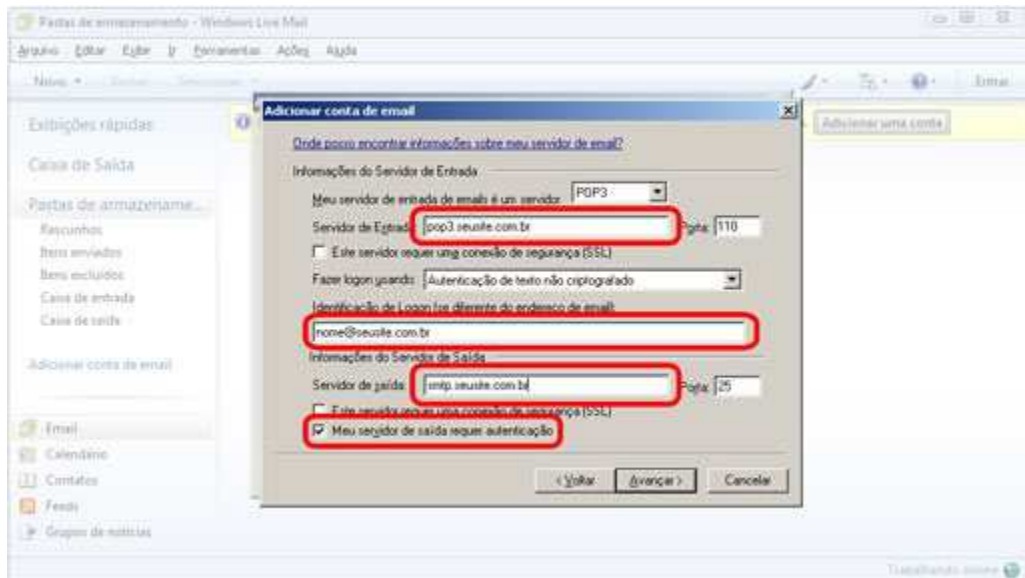 Pastas de armazenamento - Windows Live Mail
Arquivo Editar Exibir Ir Ferramentas Ações Ajuda
Novo Entrar
Exibições rápidas
Adicionar uma conta
Caixa de Saída
Pastas de armazename...
Rascunhos
Itens enviados
Itens excluídos
Caixa de entrada
Caixa de saída
Adicionar conta de email
Email
Calendário
Contatos
Feeds
Grupos de notícias
Adicionar conta de email
Onde posso encontrar informações sobre meu servidor de email?
Informações do Servidor de Entrada
Meu servidor de entrada de emails é um servidor POP3
Servidor de Entrada: pop3.seusite.com.br Porta: 110
Este servidor requer uma conexão de segurança (SSL)
Fazer logon usando: Autenticação de texto não criptografado
Identificação de Logon (se diferente do endereço de email):
nome@seusite.com.br
Informações do Servidor de Saída
Servidor de saída: smtp.seusite.com.br Porta: 25
Este servidor requer uma conexão de segurança (SSL)
Meu servidor de saída requer autenticação
< Voltar Avançar > Cancelar
Trabalhando online